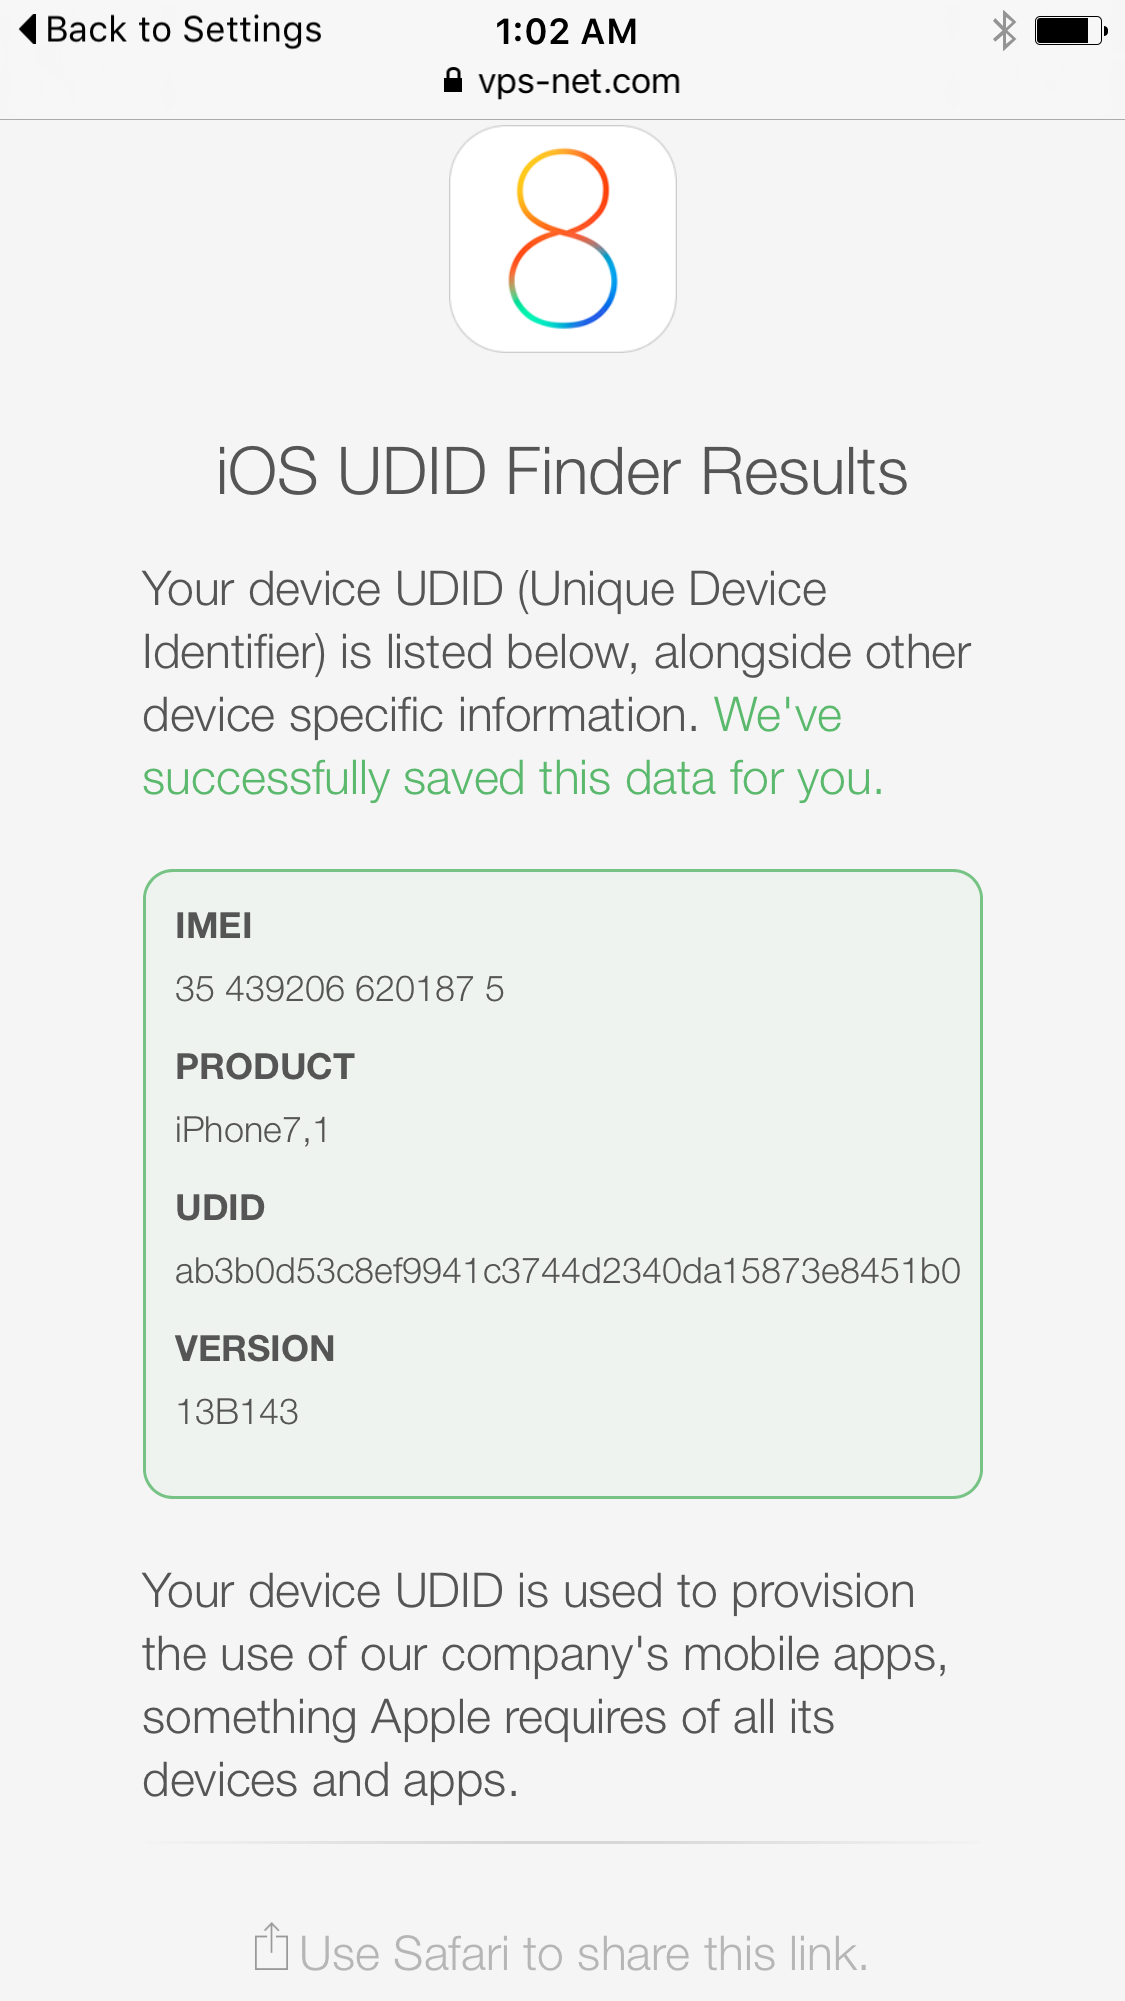 Back to Settings
1:02 AM
vps-net.com
8
iOS UDID Finder Results
Your device UDID (Unique Device
Identifier) is listed below, alongside other
device specific information. We've
successfully saved this data for you.
IMEI
35 439206 620187 5
PRODUCT
iPhone7,1
UDID
ab3b0d53c8ef9941c3744d2340da15873e8451b0
VERSION
13B143
Your device UDID is used to provision
the use of our company's mobile apps,
something Apple requires of all its
devices and apps.
Use Safari to share this link.